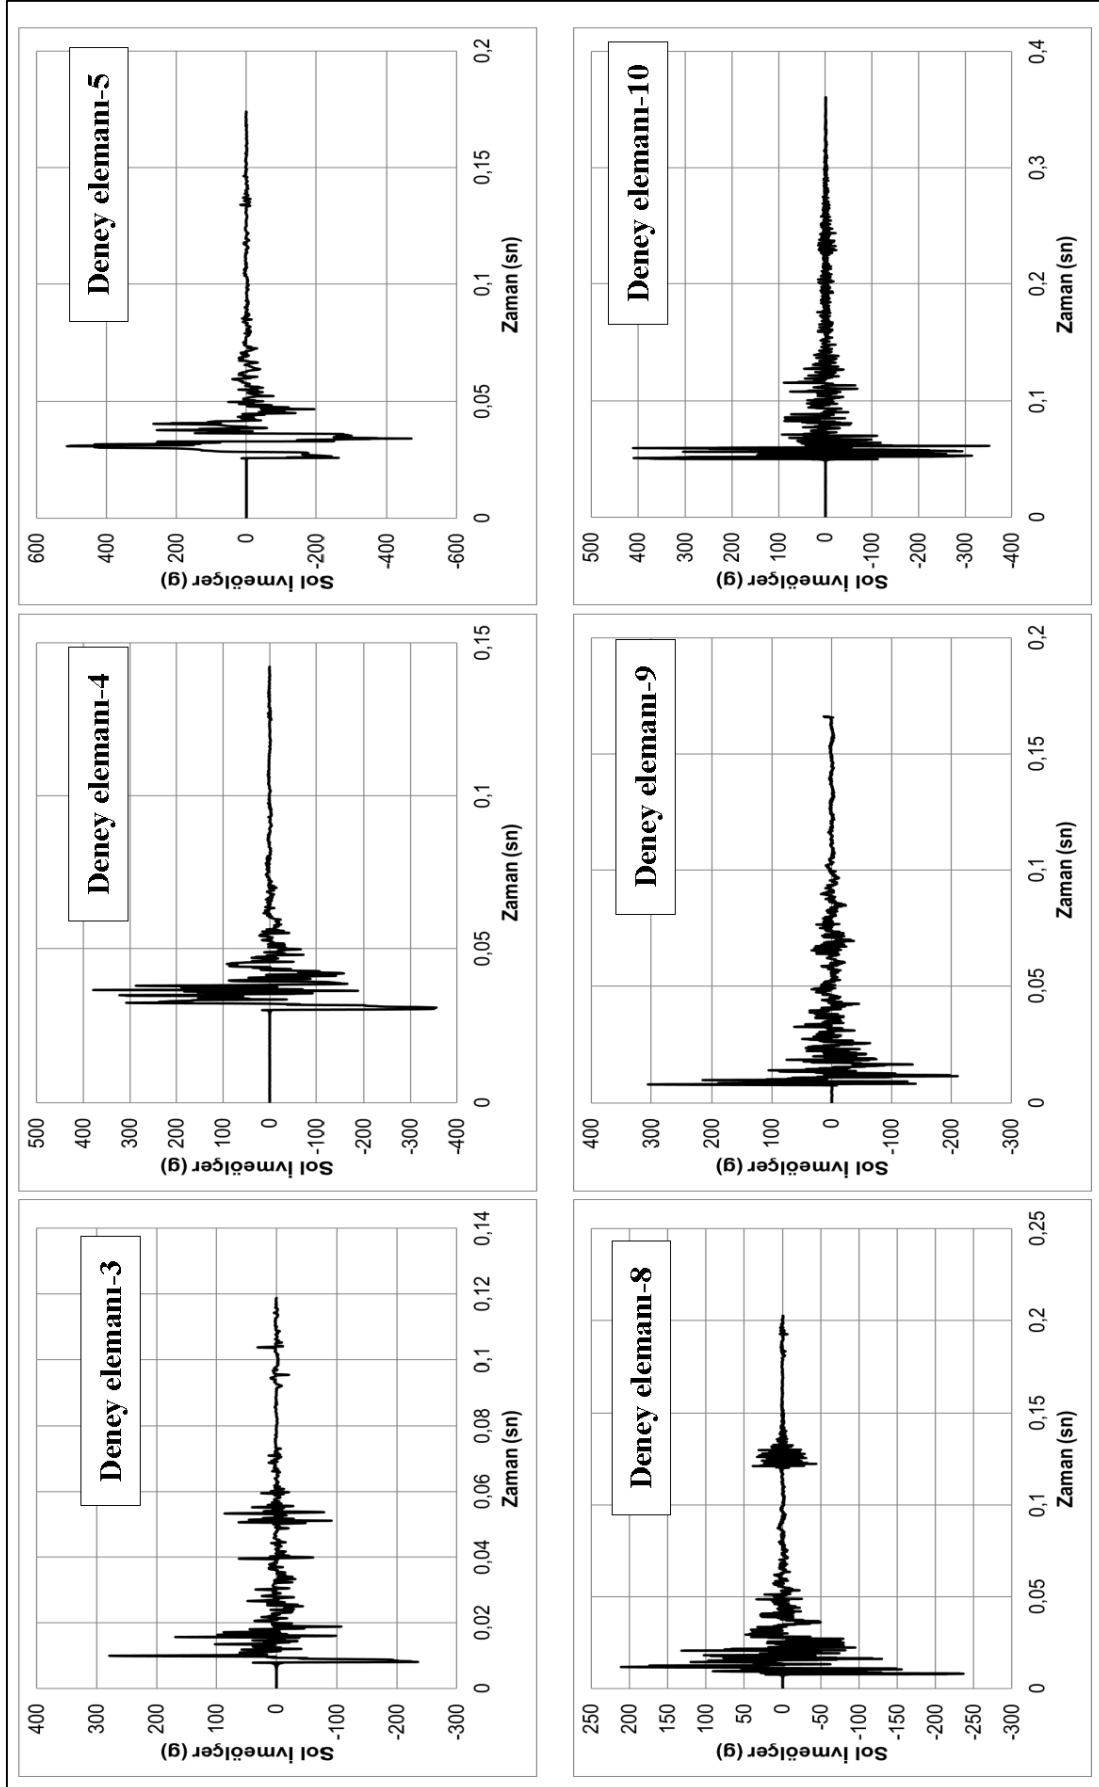 Deney elemanı-3
Sol İvmeölçer (g)
400
300
200
100
0
-100
-200
-300
0 0,02 0,04 0,06 0,08 0,1 0,12 0,14
Zaman (sn)
Deney elemanı-4
Sol İvmeölçer (g)
500
400
300
200
100
0
-100
-200
-300
-400
0 0,05 0,1 0,15
Zaman (sn)
Deney elemanı-5
Sol İvmeölçer (g)
600
400
200
0
-200
-400
-600
0 0,05 0,1 0,15 0,2
Zaman (sn)
Deney elemanı-8
Sol İvmeölçer (g)
250
200
150
100
50
0
-50
-100
-150
-200
-250
-300
0 0,05 0,1 0,15 0,2 0,25
Zaman (sn)
Deney elemanı-9
Sol İvmeölçer (g)
400
300
200
100
0
-100
-200
-300
0 0,05 0,1 0,15 0,2
Zaman (sn)
Deney elemanı-10
Sol İvmeölçer (g)
500
400
300
200
100
0
-100
-200
-300
-400
0 0,1 0,2 0,3 0,4
Zaman (sn)